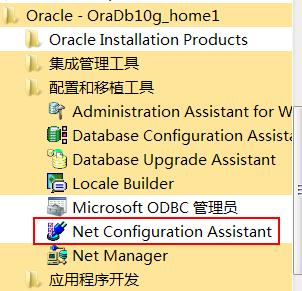 Oracle - OraDb10g_home1
Oracle Installation Products
集成管理工具
配置和移植工具
Administration Assistant for W
Database Configuration Assista
Database Upgrade Assistant
Locale Builder
Microsoft ODBC 管理员
Net Configuration Assistant
Net Manager
应用程序开发